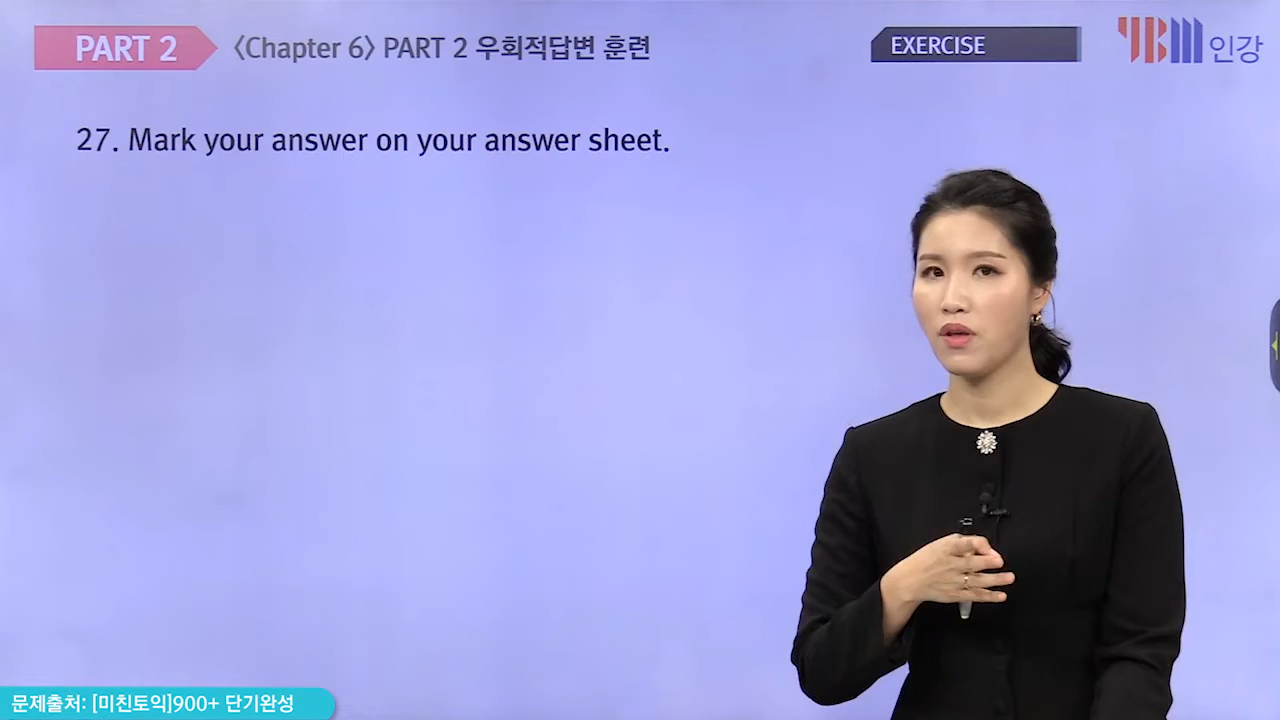 PART 2
〈Chapter 6〉 PART 2 우회적답변 훈련
EXERCISE
YBM 인강
27. Mark your answer on your answer sheet.
문제출처: [미친토익]900+ 단기완성